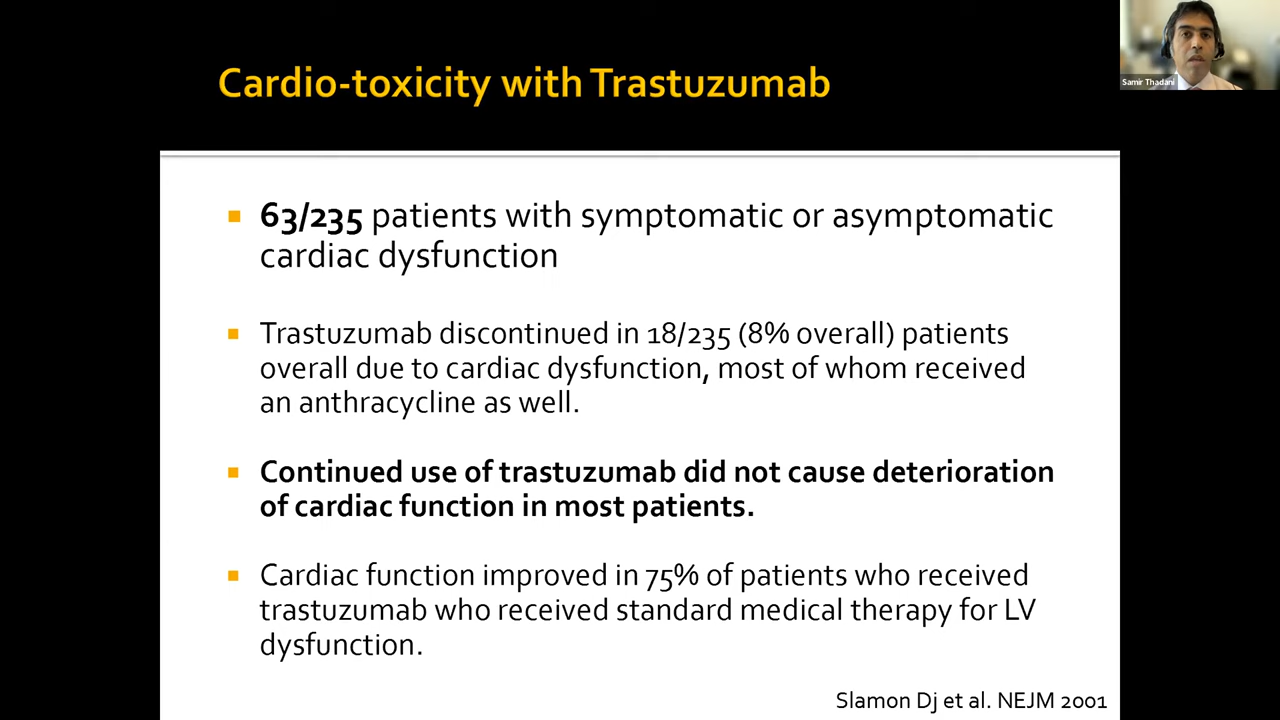 Cardio-toxicity with Trastuzumab
Samir Thadani
63/235 patients with symptomatic or asymptomatic
cardiac dysfunction
Trastuzumab discontinued in 18/235 (8% overall) patients
overall due to cardiac dysfunction, most of whom received
an anthracycline as well.
Continued use of trastuzumab did not cause deterioration
of cardiac function in most patients.
Cardiac function improved in 75% of patients who received
trastuzumab who received standard medical therapy for LV
dysfunction.
Slamon Dj et al. NEJM 2001